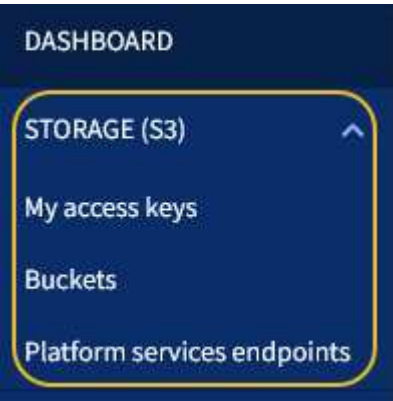 DASHBOARD
STORAGE (S3)
My access keys
Buckets
Platform services endpoints